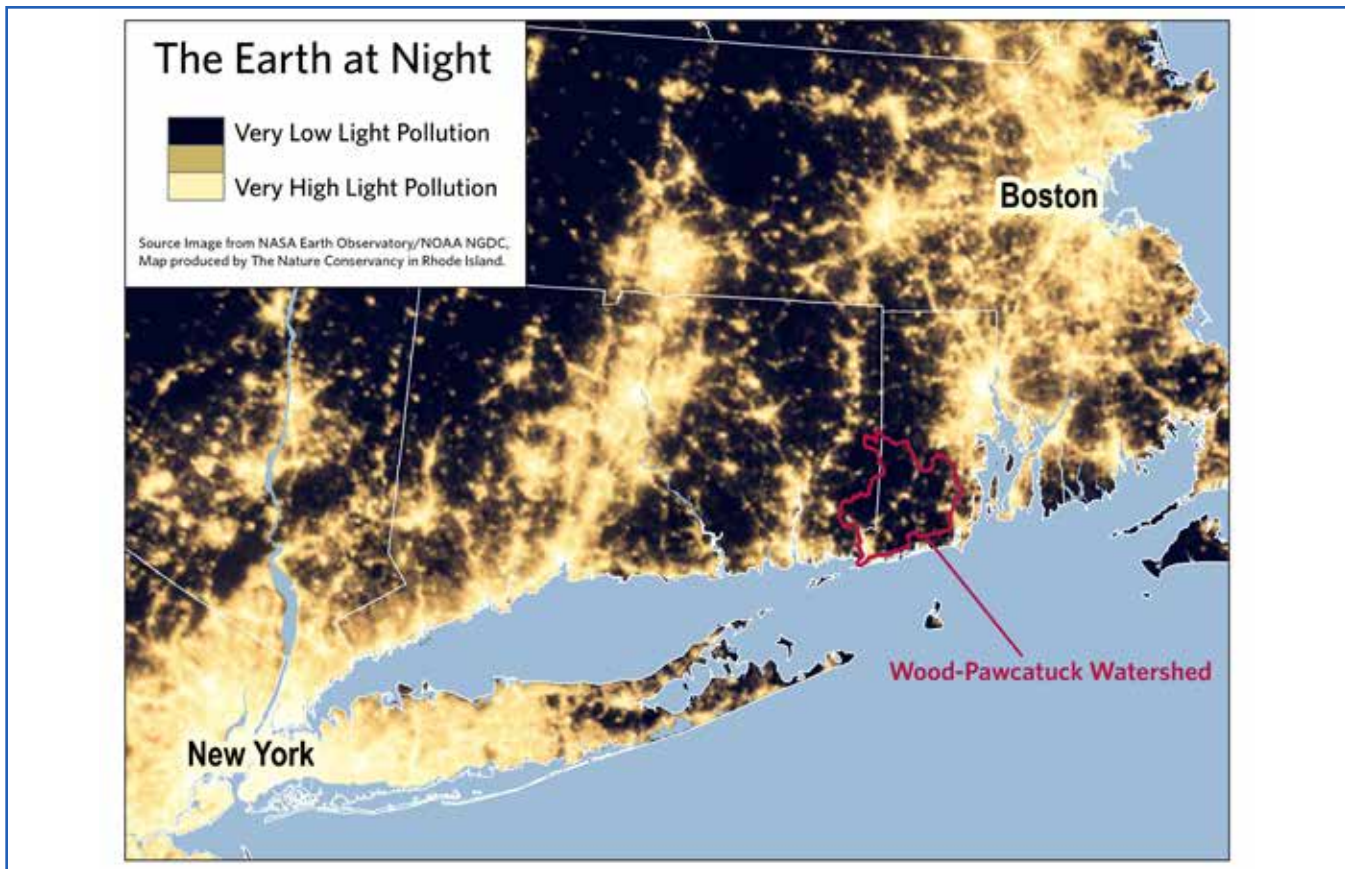 The Earth at Night
Very Low Light Pollution
Very High Light Pollution
Source Image from NASA Earth Observatory/NOAA NGDC,
Map produced by The Nature Conservancy in Rhode Island.
Boston
Wood-Pawcatuck Watershed
New York